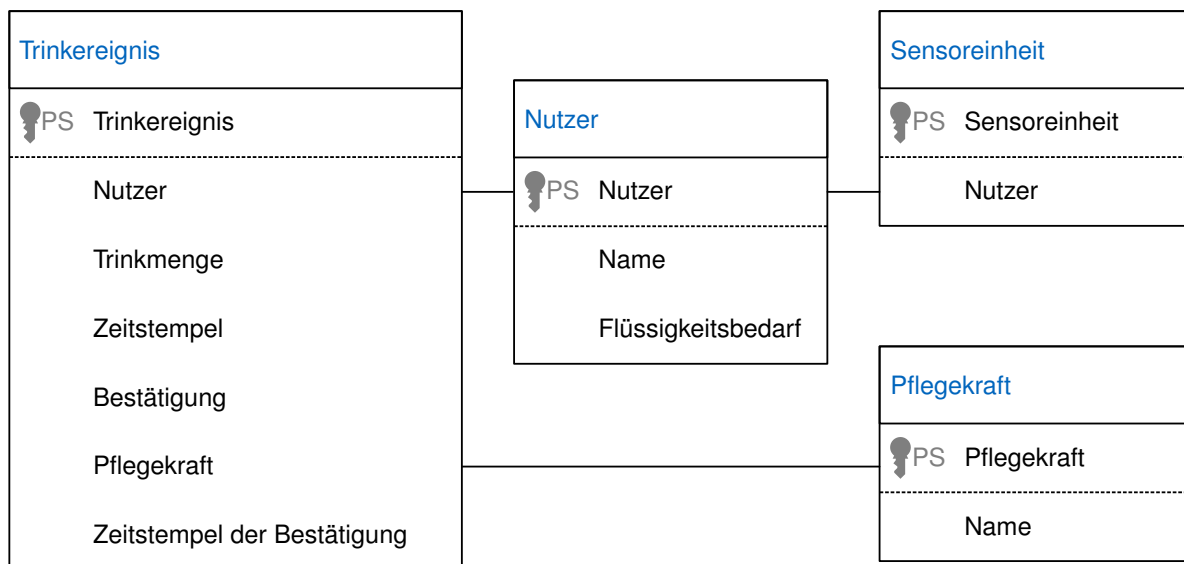 Trinkereignis
PS Trinkereignis
Nutzer
Trinkmenge
Zeitstempel
Bestätigung
Pflegekraft
Zeitstempel der Bestätigung
Nutzer
PS Nutzer
Name
Flüssigkeitsbedarf
Sensoreinheit
PS Sensoreinheit
Nutzer
Pflegekraft
PS Pflegekraft
Name